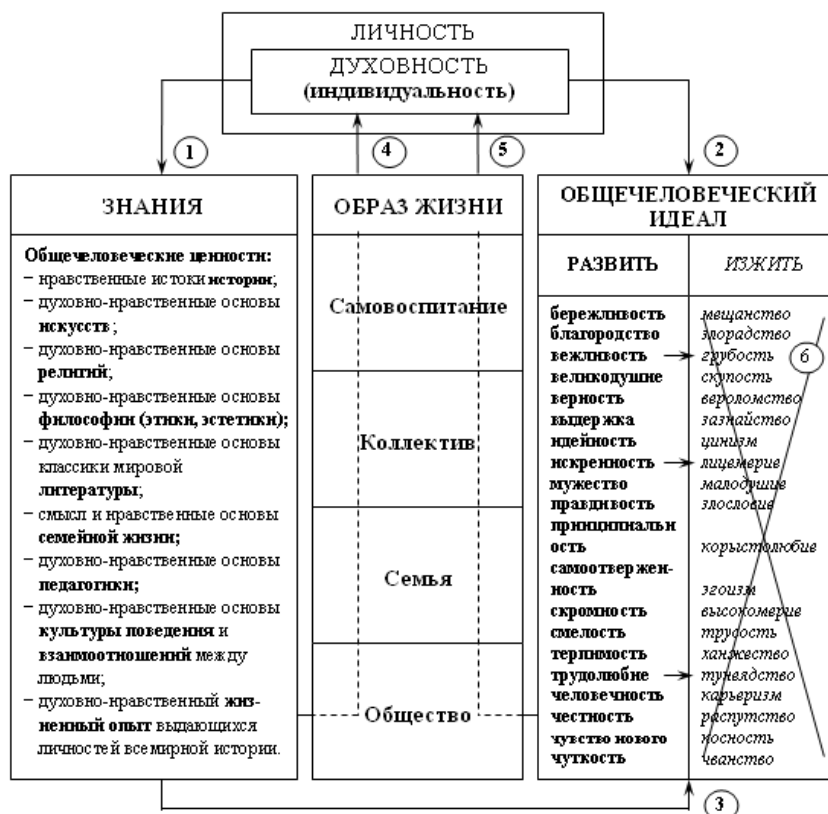 ЛИЧНОСТЬ
ДУХОВНОСТЬ
(индивидуальность)
1
4
5
2
ЗНАНИЯ
Общечеловеческие ценности:
– нравственные истоки истории;
– духовно-нравственные основы
искусств;
– духовно-нравственные основы
религий;
– духовно-нравственные основы
философии (этики, эстетики);
– духовно-нравственные основы
классики мировой
литературы;
– смысл и нравственные основы
семейной жизни;
– духовно-нравственные основы
педагогики;
– духовно-нравственные основы
культуры поведения и
взаимоотношений между
людьми;
– духовно-нравственный жиз-
ненный опыт выдающихся
личностей всемирной истории.
ОБРАЗ ЖИЗНИ
Самовоспитание
Коллектив
Семья
Общество
ОБЩЕЧЕЛОВЕЧЕСКИЙ
ИДЕАЛ
РАЗВИТЬ
бережливость
благородство
вежливость
великодушие
верность
выдержка
идейность
искренность
мужество
правдивость
принципиальн
ость
самоотвержен-
ность
скромность
смелость
терпимость
трудолюбие
человечность
честность
чувство нового
чуткость
ИЗЖИТЬ
мещанство
злорадство
грубость
скупость
вероломство
зазнайство
цинизм
лицемерие
малодушие
злословие
корыстолюбие
эгоизм
высокомерие
трусость
ханжество
тунеядство
карьеризм
распутство
косность
чванство
6
3